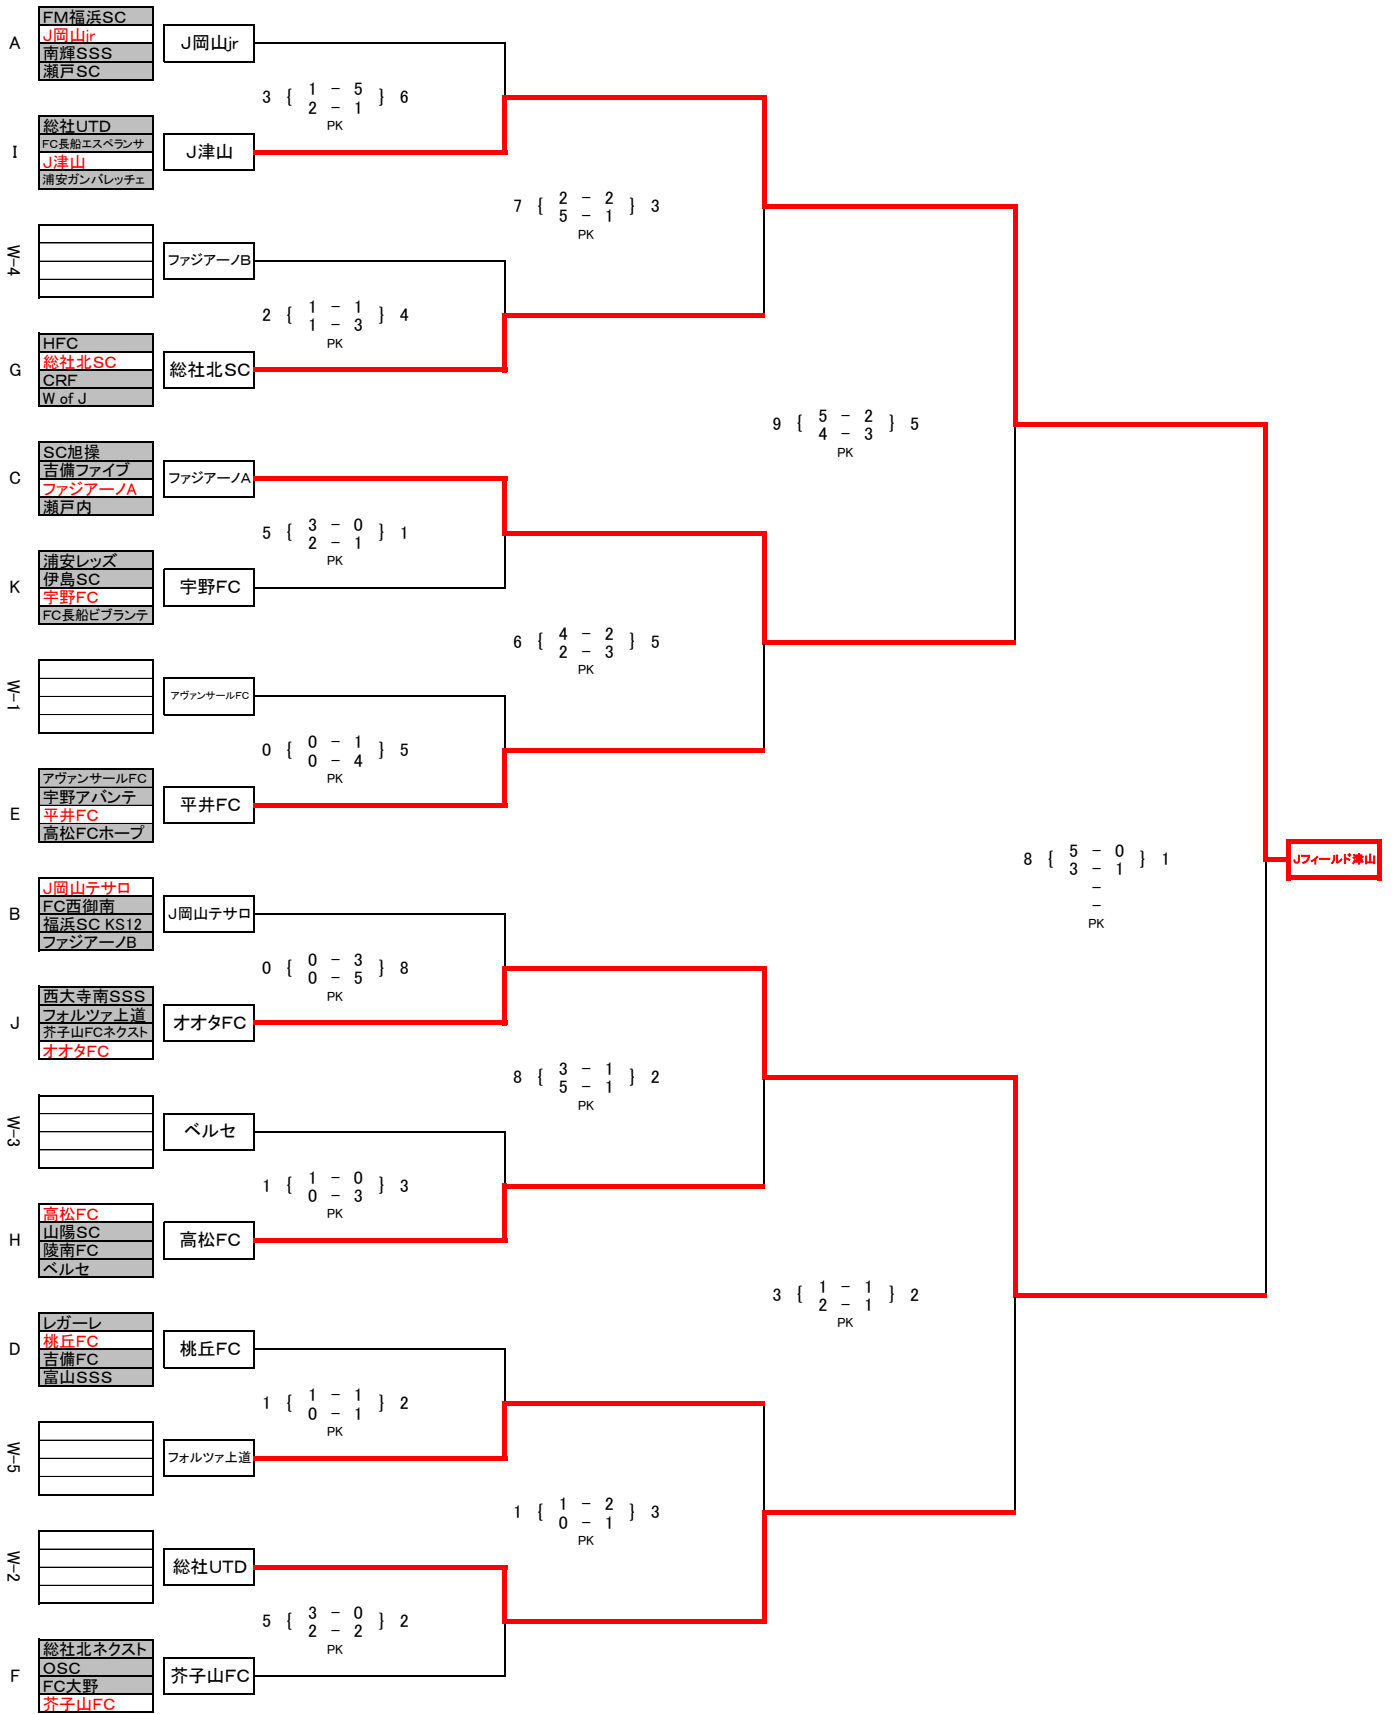 A
FM福浜SC
J岡山jr
南輝SSS
瀬戸SC
J岡山jr
3 { 1 － 5 } 6
2 － 1
PK
I
総社UTD
FC長船エスペランサ
J津山
浦安ガンバレッチェ
J津山
7 { 2 － 2 } 3
5 － 1
PK
W-4
ファジアーノB
2 { 1 － 1 } 4
1 － 3
PK
G
HFC
総社北SC
CRF
W of J
総社北SC
9 { 5 － 2 } 5
4 － 3
PK
C
SC旭操
吉備ファイブ
ファジアーノA
瀬戸内
ファジアーノA
5 { 3 － 0 } 1
2 － 1
PK
K
浦安レッズ
伊島SC
宇野FC
FC長船ビブランテ
宇野FC
6 { 4 － 2 } 5
2 － 3
PK
W-1
アヴァンサールFC
0 { 0 － 1 } 5
0 － 4
PK
E
アヴァンサールFC
宇野アバンテ
平井FC
高松FCホープ
平井FC
8 { 5 － 0 } 1
3 － 1
－
－
PK
Jフィールド津山
B
J岡山テサロ
FC西御南
福浜SC KS12
ファジアーノB
J岡山テサロ
0 { 0 － 3 } 8
0 － 5
PK
J
西大寺南SSS
フォルツァ上道
芥子山FCネクスト
オオタFC
オオタFC
8 { 3 － 1 } 2
5 － 1
PK
W-3
ベルセ
1 { 1 － 0 } 3
0 － 3
PK
H
高松FC
山陽SC
陵南FC
ベルセ
高松FC
3 { 1 － 1 } 2
2 － 1
PK
D
レガーレ
桃丘FC
吉備FC
富山SSS
桃丘FC
1 { 1 － 1 } 2
0 － 1
PK
W-5
フォルツァ上道
1 { 1 － 2 } 3
0 － 1
PK
W-2
総社UTD
5 { 3 － 0 } 2
2 － 2
PK
F
総社北ネクスト
OSC
FC大野
芥子山FC
芥子山FC